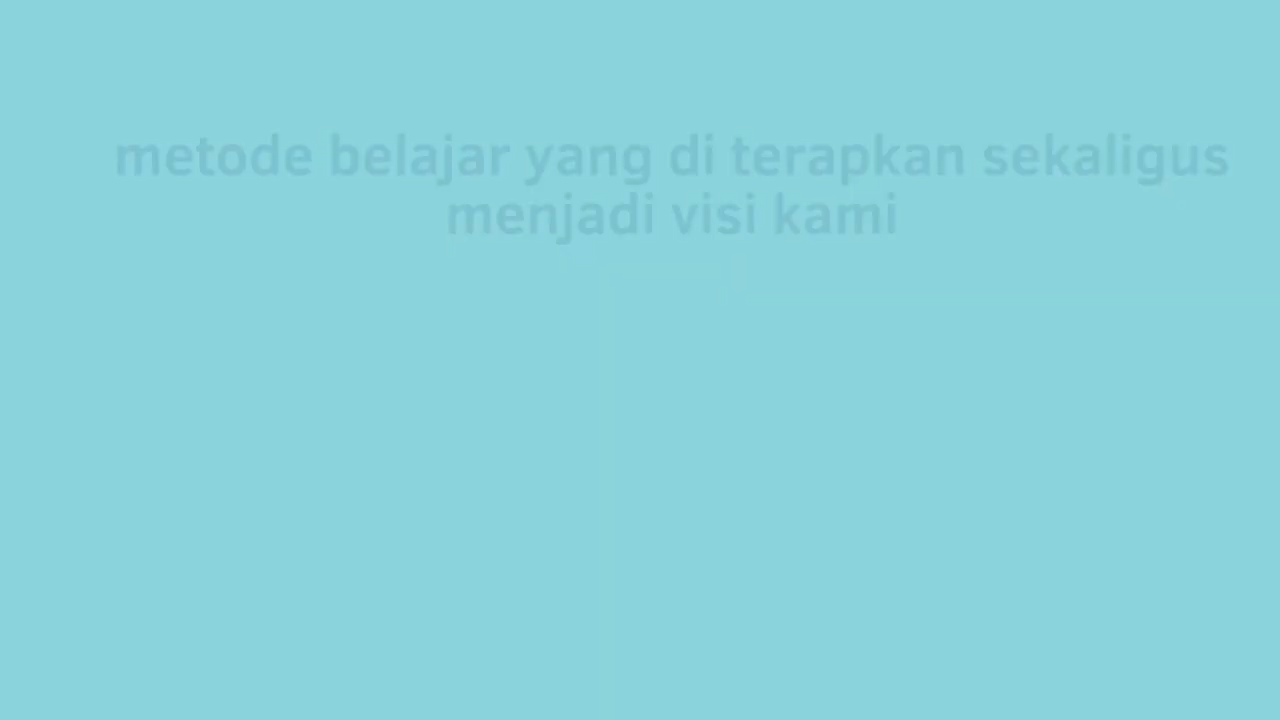 metode belajar yang di terapkan sekaligus
menjadi visi kami